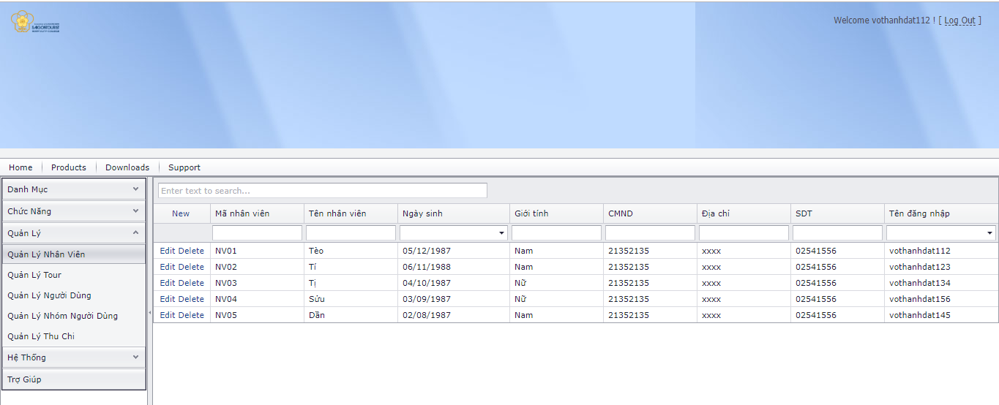 SAIGONTOURIST
Welcome vothanhdat112 ! [ Log Out ]
Home Products Downloads Support
Danh Mục
Chức Năng
Quản Lý
Quản Lý Nhân Viên
Quản Lý Tour
Quản Lý Người Dùng
Quản Lý Nhóm Người Dùng
Quản Lý Thu Chi
Hệ Thống
Trợ Giúp
Enter text to search...
New Mã nhân viên Tên nhân viên Ngày sinh Giới tính CMND Địa chỉ SDT Tên đăng nhập
Edit Delete NV01 Tèo 05/12/1987 Nam 21352135 xxxx 02541556 vothanhdat112
Edit Delete NV02 Tí 06/11/1988 Nam 21352135 xxxx 02541556 vothanhdat123
Edit Delete NV03 Tị 04/10/1987 Nữ 21352135 xxxx 02541556 vothanhdat134
Edit Delete NV04 Sửu 03/09/1987 Nữ 21352135 xxxx 02541556 vothanhdat156
Edit Delete NV05 Dần 02/08/1987 Nam 21352135 xxxx 02541556 vothanhdat145